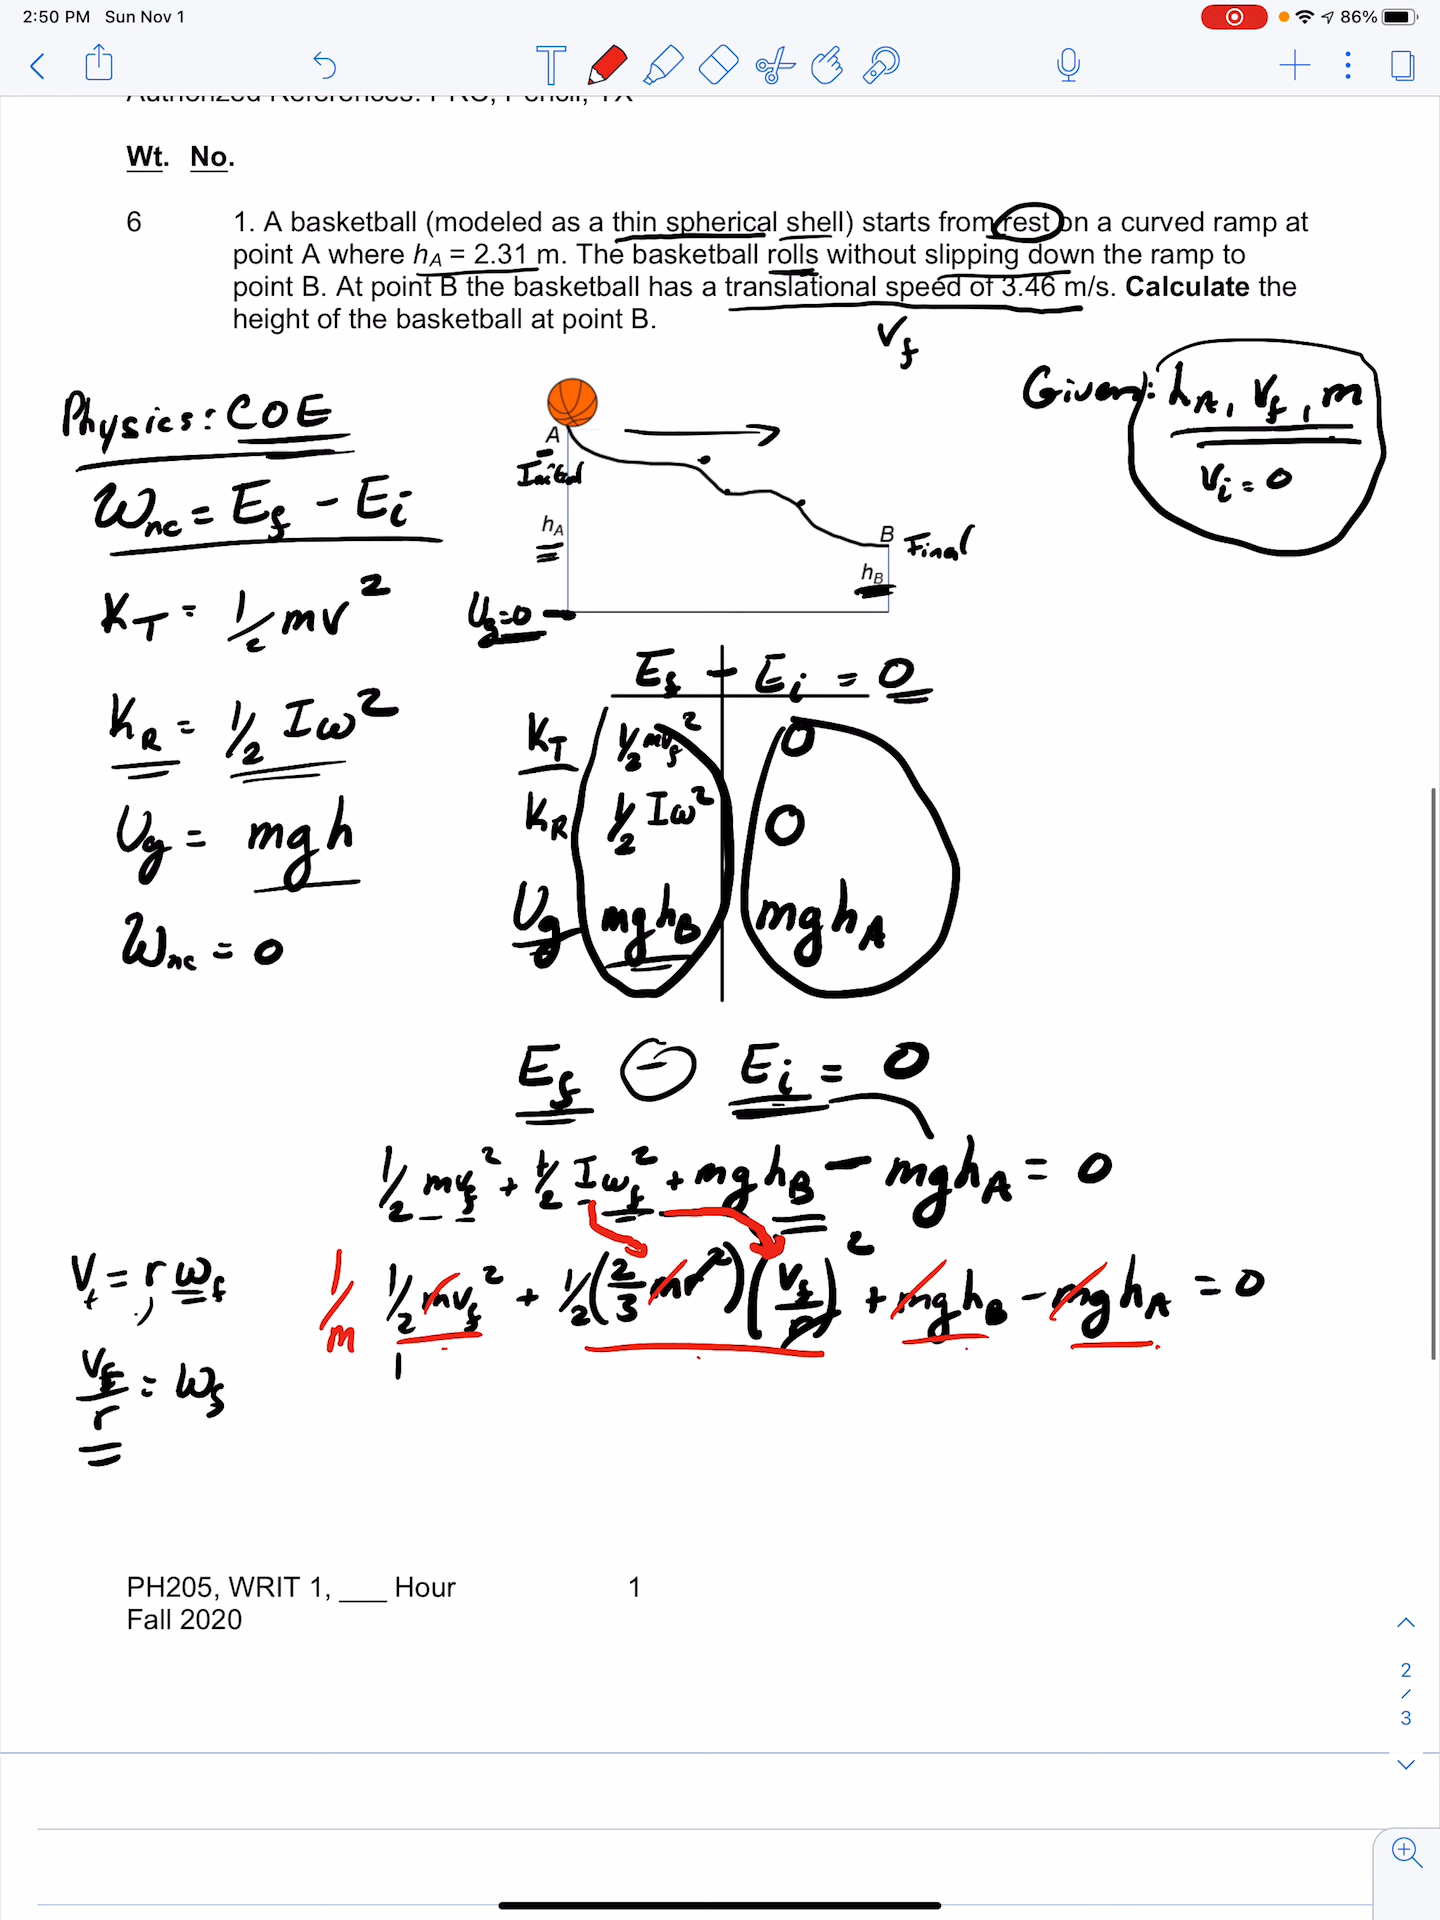 2:50 PM Sun Nov 1
86%
Authorized References: PRC, Pencil, TX
Wt. No.
6 1. A basketball (modeled as a thin spherical shell) starts from rest on a curved ramp at
point A where hA = 2.31 m. The basketball rolls without slipping down the ramp to
point B. At point B the basketball has a translational speed of 3.46 m/s. Calculate the
height of the basketball at point B.
Vf
Given: hA, Vf, m
Vi = 0
Physics: COE
Wnc = Ef - Ei
KT = 1/2 mv²
KR = 1/2 Iω²
Ug = mgh
Wnc = 0
A
Initial
hA
B Final
hB
Ug=0
Ef - Ei = 0
KT 1/2 mvf² 0
KR 1/2 Iω² 0
Ug mghB mghA
Ef - Ei = 0
1/2 mvf² + 1/2 Iωf² + mghB - mghA = 0
Vf = rωf
1/m 1/2 mvf² + 1/2 (2/3 mr²)(Vf/r)² + mghB - mghA = 0
1
Vf/r = ωf
PH205, WRIT 1, ___ Hour 1
Fall 2020
2
/
3